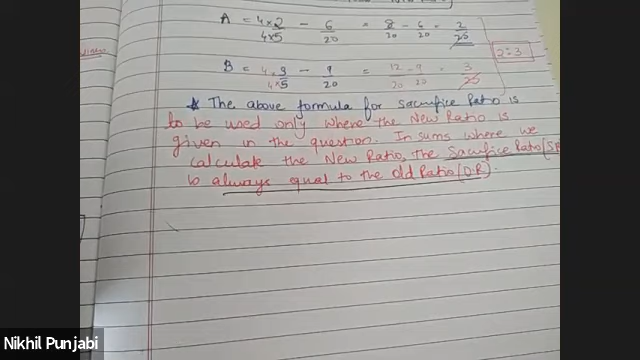 A = 4×2/4×5 - 6/20 = 8/20 - 6/20 = 2/25
B = 4×3/4×5 - 9/20 = 12/20 - 9/20 = 3/25
2:3
* The above formula for Sacrifice Ratio is
to be used only where the New Ratio is
given in the question. In sums where we
calculate the New Ratio, the Sacrifice Ratio (SR
is always equal to the old Ratio (O.R).
Nikhil Punjabi